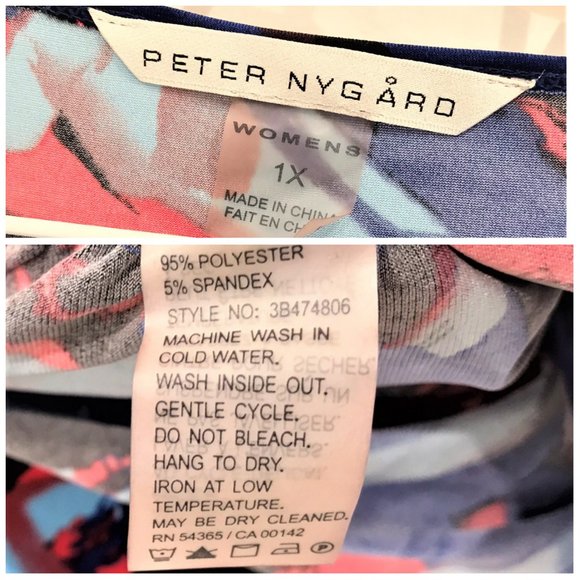 PETER NYGÅRD
WOMENS
1X
MADE IN CHINA
FAIT EN
95% POLYESTER
5% SPANDEX
STYLE NO: 3B474806
MACHINE WASH IN
COLD WATER.
WASH INSIDE OUT.
GENTLE CYCLE.
DO NOT BLEACH.
HANG TO DRY.
IRON AT LOW
TEMPERATURE.
MAY BE DRY CLEANED.
RN 54365 / CA 00142